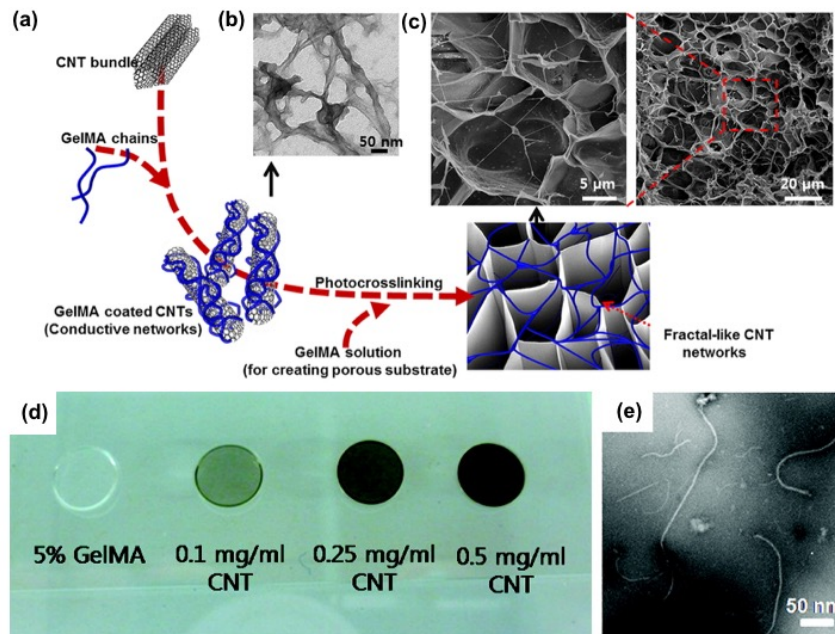 (a)
CNT bundle
GelMA chains
GelMA coated CNTs
(Conductive networks)
Photocrosslinking
GelMA solution
(for creating porous substrate)
Fractal-like CNT
networks
(b)
50 nm
(c)
5 µm
20 µm
(d)
5% GelMA
0.1 mg/ml
CNT
0.25 mg/ml
CNT
0.5 mg/ml
CNT
(e)
50 nm